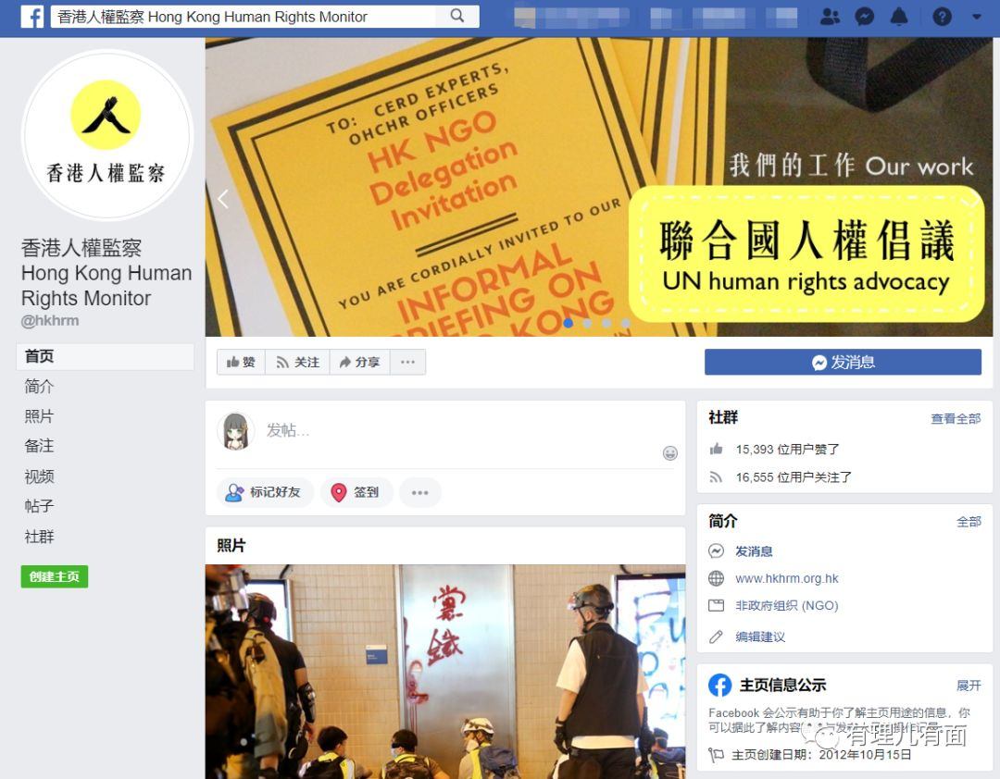 香港人權監察 Hong Kong Human Rights Monitor
香港人權監察
香港人權監察
Hong Kong Human
Rights Monitor
@hkhrm
首页
简介
照片
备注
视频
帖子
社群
创建主页
TO: CERD EXPERTS,
OHCHR OFFICERS
HK NGO
Delegation
Invitation
YOU ARE CORDIALLY INVITED TO OUR
INFORMAL
BRIEFING ON
KONG
我們的工作 Our work
聯合國人權倡議
UN human rights advocacy
赞
关注
分享
发消息
发帖...
标记好友
签到
照片
黨
鐵
社群
查看全部
15,393 位用户赞了
16,555 位用户关注了
简介
全部
发消息
www.hkhrm.org.hk
非政府组织 (NGO)
编辑建议
主页信息公示
展开
Facebook 会公示有助于你了解主页用途的信息，你
可以据此了解内容
有理儿有面
主页创建日期：2012年10月15日